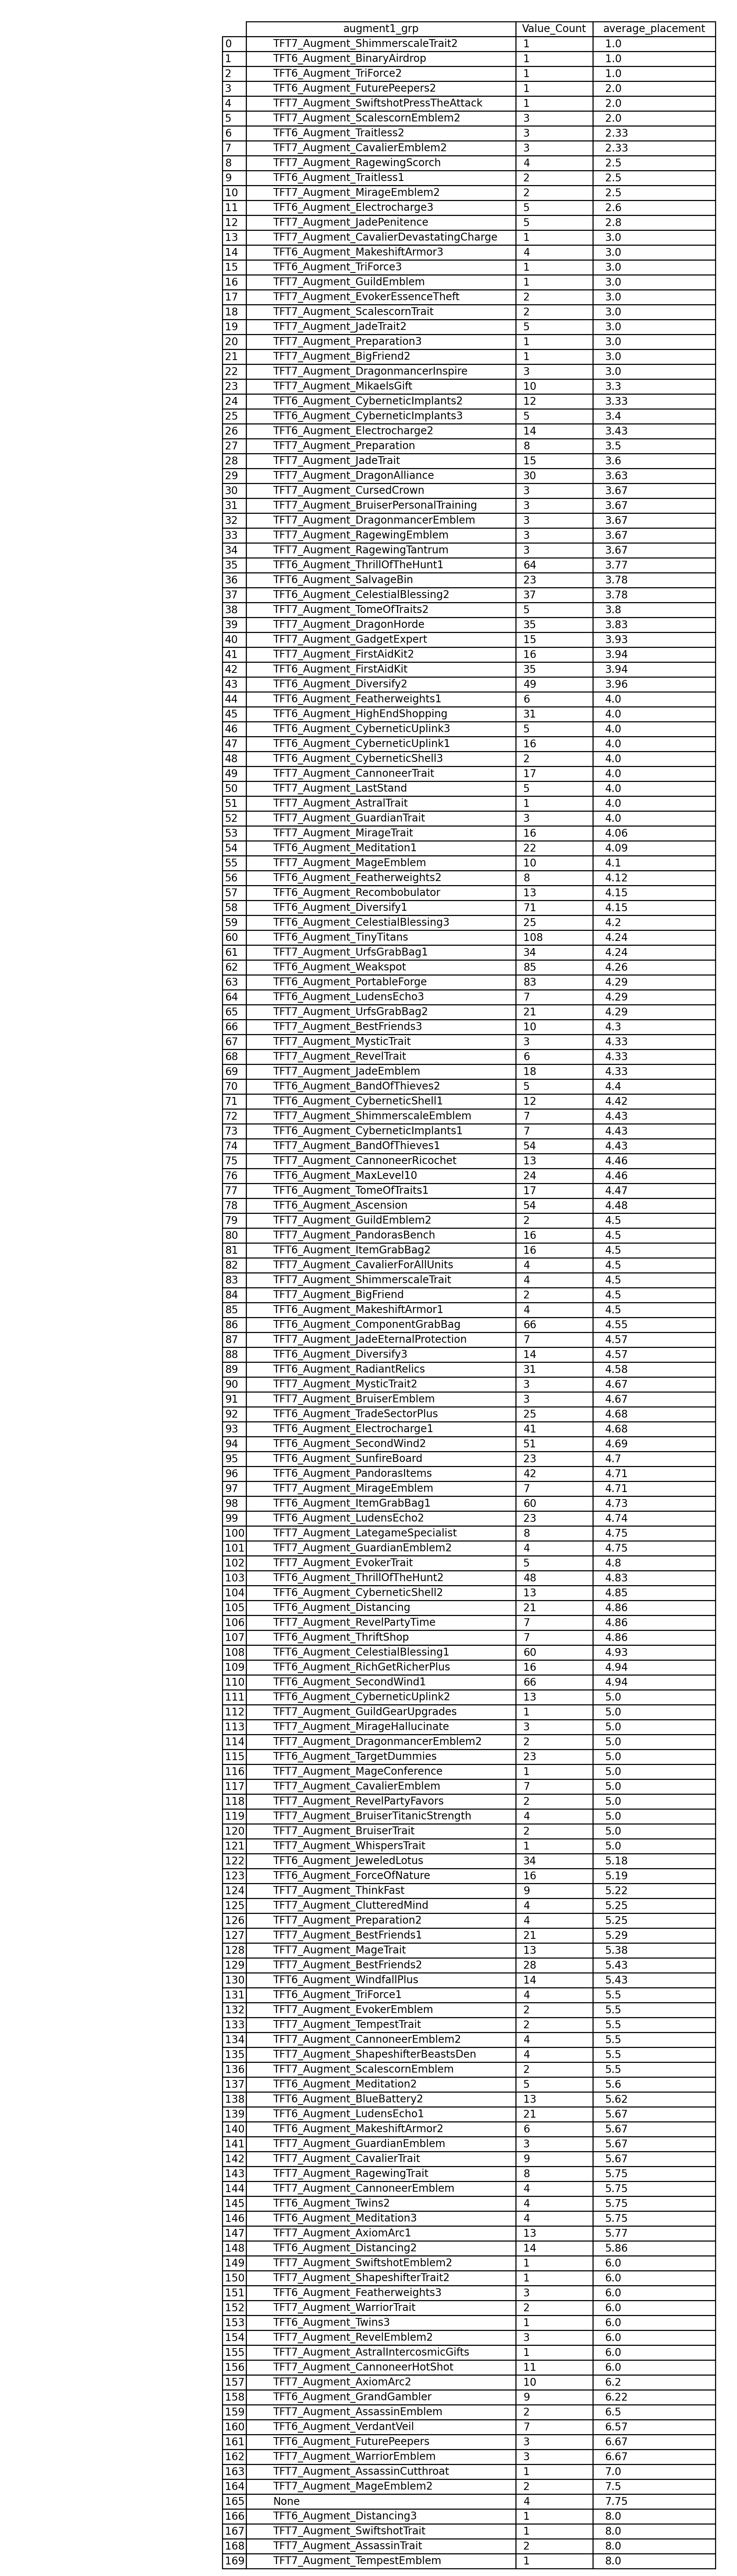 augment1_grp Value_Count average_placement
0 TFT7_Augment_ShimmerscaleTrait2 1 1.0
1 TFT6_Augment_BinaryAirdrop 1 1.0
2 TFT6_Augment_TriForce2 1 1.0
3 TFT6_Augment_FuturePeepers2 1 2.0
4 TFT7_Augment_SwiftshotPressTheAttack 1 2.0
5 TFT7_Augment_ScalescornEmblem2 3 2.0
6 TFT6_Augment_Traitless2 3 2.33
7 TFT7_Augment_CavalierEmblem2 3 2.33
8 TFT7_Augment_RagewingScorch 4 2.5
9 TFT6_Augment_Traitless1 2 2.5
10 TFT7_Augment_MirageEmblem2 2 2.5
11 TFT6_Augment_Electrocharge3 5 2.6
12 TFT7_Augment_JadePenitence 5 2.8
13 TFT7_Augment_CavalierDevastatingCharge 1 3.0
14 TFT6_Augment_MakeshiftArmor3 4 3.0
15 TFT6_Augment_TriForce3 1 3.0
16 TFT7_Augment_GuildEmblem 1 3.0
17 TFT7_Augment_EvokerEssenceTheft 2 3.0
18 TFT7_Augment_ScalescornTrait 2 3.0
19 TFT7_Augment_JadeTrait2 5 3.0
20 TFT7_Augment_Preparation3 1 3.0
21 TFT7_Augment_BigFriend2 1 3.0
22 TFT7_Augment_DragonmancerInspire 3 3.0
23 TFT7_Augment_MikaelsGift 10 3.3
24 TFT6_Augment_CyberneticImplants2 12 3.33
25 TFT6_Augment_CyberneticImplants3 5 3.4
26 TFT6_Augment_Electrocharge2 14 3.43
27 TFT7_Augment_Preparation 8 3.5
28 TFT7_Augment_JadeTrait 15 3.6
29 TFT7_Augment_DragonAlliance 30 3.63
30 TFT7_Augment_CursedCrown 3 3.67
31 TFT7_Augment_BruiserPersonalTraining 3 3.67
32 TFT7_Augment_DragonmancerEmblem 3 3.67
33 TFT7_Augment_RagewingEmblem 3 3.67
34 TFT7_Augment_RagewingTantrum 3 3.67
35 TFT6_Augment_ThrillOfTheHunt1 64 3.77
36 TFT6_Augment_SalvageBin 23 3.78
37 TFT6_Augment_CelestialBlessing2 37 3.78
38 TFT7_Augment_TomeOfTraits2 5 3.8
39 TFT7_Augment_DragonHorde 35 3.83
40 TFT7_Augment_GadgetExpert 15 3.93
41 TFT7_Augment_FirstAidKit2 16 3.94
42 TFT6_Augment_FirstAidKit 35 3.94
43 TFT6_Augment_Diversify2 49 3.96
44 TFT6_Augment_Featherweights1 6 4.0
45 TFT6_Augment_HighEndShopping 31 4.0
46 TFT6_Augment_CyberneticUplink3 5 4.0
47 TFT6_Augment_CyberneticUplink1 16 4.0
48 TFT6_Augment_CyberneticShell3 2 4.0
49 TFT7_Augment_CannoneerTrait 17 4.0
50 TFT7_Augment_LastStand 5 4.0
51 TFT7_Augment_AstralTrait 1 4.0
52 TFT7_Augment_GuardianTrait 3 4.0
53 TFT7_Augment_MirageTrait 16 4.06
54 TFT6_Augment_Meditation1 22 4.09
55 TFT7_Augment_MageEmblem 10 4.1
56 TFT6_Augment_Featherweights2 8 4.12
57 TFT6_Augment_Recombobulator 13 4.15
58 TFT6_Augment_Diversify1 71 4.15
59 TFT6_Augment_CelestialBlessing3 25 4.2
60 TFT6_Augment_TinyTitans 108 4.24
61 TFT7_Augment_UrfsGrabBag1 34 4.24
62 TFT6_Augment_Weakspot 85 4.26
63 TFT6_Augment_PortableForge 83 4.29
64 TFT6_Augment_LudensEcho3 7 4.29
65 TFT7_Augment_UrfsGrabBag2 21 4.29
66 TFT7_Augment_BestFriends3 10 4.3
67 TFT7_Augment_MysticTrait 3 4.33
68 TFT7_Augment_RevelTrait 6 4.33
69 TFT7_Augment_JadeEmblem 18 4.33
70 TFT6_Augment_BandOfThieves2 5 4.4
71 TFT6_Augment_CyberneticShell1 12 4.42
72 TFT7_Augment_ShimmerscaleEmblem 7 4.43
73 TFT6_Augment_CyberneticImplants1 7 4.43
74 TFT7_Augment_BandOfThieves1 54 4.43
75 TFT7_Augment_CannoneerRicochet 13 4.46
76 TFT6_Augment_MaxLevel10 24 4.46
77 TFT6_Augment_TomeOfTraits1 17 4.47
78 TFT6_Augment_Ascension 54 4.48
79 TFT7_Augment_GuildEmblem2 2 4.5
80 TFT7_Augment_PandorasBench 16 4.5
81 TFT6_Augment_ItemGrabBag2 16 4.5
82 TFT7_Augment_CavalierForAllUnits 4 4.5
83 TFT7_Augment_ShimmerscaleTrait 4 4.5
84 TFT7_Augment_BigFriend 2 4.5
85 TFT6_Augment_MakeshiftArmor1 4 4.5
86 TFT6_Augment_ComponentGrabBag 66 4.55
87 TFT7_Augment_JadeEternalProtection 7 4.57
88 TFT6_Augment_Diversify3 14 4.57
89 TFT6_Augment_RadiantRelics 31 4.58
90 TFT7_Augment_MysticTrait2 3 4.67
91 TFT7_Augment_BruiserEmblem 3 4.67
92 TFT6_Augment_TradeSectorPlus 25 4.68
93 TFT6_Augment_Electrocharge1 41 4.68
94 TFT6_Augment_SecondWind2 51 4.69
95 TFT6_Augment_SunfireBoard 23 4.7
96 TFT6_Augment_PandorasItems 42 4.71
97 TFT7_Augment_MirageEmblem 7 4.71
98 TFT6_Augment_ItemGrabBag1 60 4.73
99 TFT6_Augment_LudensEcho2 23 4.74
100 TFT7_Augment_LategameSpecialist 8 4.75
101 TFT7_Augment_GuardianEmblem2 4 4.75
102 TFT7_Augment_EvokerTrait 5 4.8
103 TFT6_Augment_ThrillOfTheHunt2 48 4.83
104 TFT6_Augment_CyberneticShell2 13 4.85
105 TFT6_Augment_Distancing 21 4.86
106 TFT7_Augment_RevelPartyTime 7 4.86
107 TFT6_Augment_ThriftShop 7 4.86
108 TFT6_Augment_CelestialBlessing1 60 4.93
109 TFT6_Augment_RichGetRicherPlus 16 4.94
110 TFT6_Augment_SecondWind1 66 4.94
111 TFT6_Augment_CyberneticUplink2 13 5.0
112 TFT7_Augment_GuildGearUpgrades 1 5.0
113 TFT7_Augment_MirageHallucinate 3 5.0
114 TFT7_Augment_DragonmancerEmblem2 2 5.0
115 TFT6_Augment_TargetDummies 23 5.0
116 TFT7_Augment_MageConference 1 5.0
117 TFT7_Augment_CavalierEmblem 7 5.0
118 TFT7_Augment_RevelPartyFavors 2 5.0
119 TFT7_Augment_BruiserTitanicStrength 4 5.0
120 TFT7_Augment_BruiserTrait 2 5.0
121 TFT7_Augment_WhispersTrait 1 5.0
122 TFT6_Augment_JeweledLotus 34 5.18
123 TFT6_Augment_ForceOfNature 16 5.19
124 TFT7_Augment_ThinkFast 9 5.22
125 TFT7_Augment_ClutteredMind 4 5.25
126 TFT7_Augment_Preparation2 4 5.25
127 TFT7_Augment_BestFriends1 21 5.29
128 TFT7_Augment_MageTrait 13 5.38
129 TFT7_Augment_BestFriends2 28 5.43
130 TFT6_Augment_WindfallPlus 14 5.43
131 TFT6_Augment_TriForce1 4 5.5
132 TFT7_Augment_EvokerEmblem 2 5.5
133 TFT7_Augment_TempestTrait 2 5.5
134 TFT7_Augment_CannoneerEmblem2 4 5.5
135 TFT7_Augment_ShapeshifterBeastsDen 4 5.5
136 TFT7_Augment_ScalescornEmblem 2 5.5
137 TFT6_Augment_Meditation2 5 5.6
138 TFT6_Augment_BlueBattery2 13 5.62
139 TFT6_Augment_LudensEcho1 21 5.67
140 TFT6_Augment_MakeshiftArmor2 6 5.67
141 TFT7_Augment_GuardianEmblem 3 5.67
142 TFT7_Augment_CavalierTrait 9 5.67
143 TFT7_Augment_RagewingTrait 8 5.75
144 TFT7_Augment_CannoneerEmblem 4 5.75
145 TFT6_Augment_Twins2 4 5.75
146 TFT6_Augment_Meditation3 4 5.75
147 TFT7_Augment_AxiomArc1 13 5.77
148 TFT6_Augment_Distancing2 14 5.86
149 TFT7_Augment_SwiftshotEmblem2 1 6.0
150 TFT7_Augment_ShapeshifterTrait2 1 6.0
151 TFT6_Augment_Featherweights3 3 6.0
152 TFT7_Augment_WarriorTrait 2 6.0
153 TFT6_Augment_Twins3 1 6.0
154 TFT7_Augment_RevelEmblem2 3 6.0
155 TFT7_Augment_AstralIntercosmicGifts 1 6.0
156 TFT7_Augment_CannoneerHotShot 11 6.0
157 TFT7_Augment_AxiomArc2 10 6.2
158 TFT6_Augment_GrandGambler 9 6.22
159 TFT7_Augment_AssassinEmblem 2 6.5
160 TFT6_Augment_VerdantVeil 7 6.57
161 TFT6_Augment_FuturePeepers 3 6.67
162 TFT7_Augment_WarriorEmblem 3 6.67
163 TFT7_Augment_AssassinCutthroat 1 7.0
164 TFT7_Augment_MageEmblem2 2 7.5
165 None 4 7.75
166 TFT6_Augment_Distancing3 1 8.0
167 TFT7_Augment_SwiftshotTrait 1 8.0
168 TFT7_Augment_AssassinTrait 2 8.0
169 TFT7_Augment_TempestEmblem 1 8.0